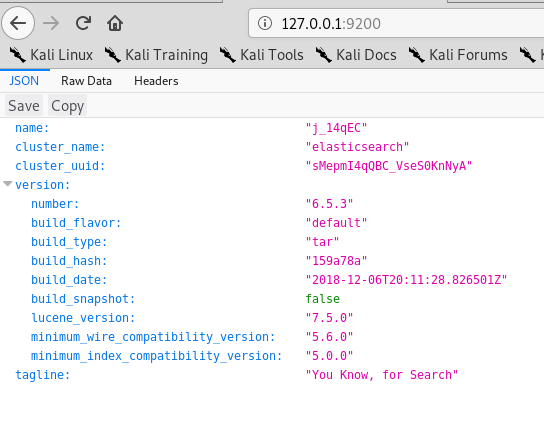 127.0.0.1:9200
Kali Linux Kali Training Kali Tools Kali Docs Kali Forums
JSON Raw Data Headers
Save Copy
name: "j_14qEC"
cluster_name: "elasticsearch"
cluster_uuid: "sMepmI4qQBC_VseS0KnNyA"
version:
number: "6.5.3"
build_flavor: "default"
build_type: "tar"
build_hash: "159a78a"
build_date: "2018-12-06T20:11:28.826501Z"
build_snapshot: false
lucene_version: "7.5.0"
minimum_wire_compatibility_version: "5.6.0"
minimum_index_compatibility_version: "5.0.0"
tagline: "You Know, for Search"